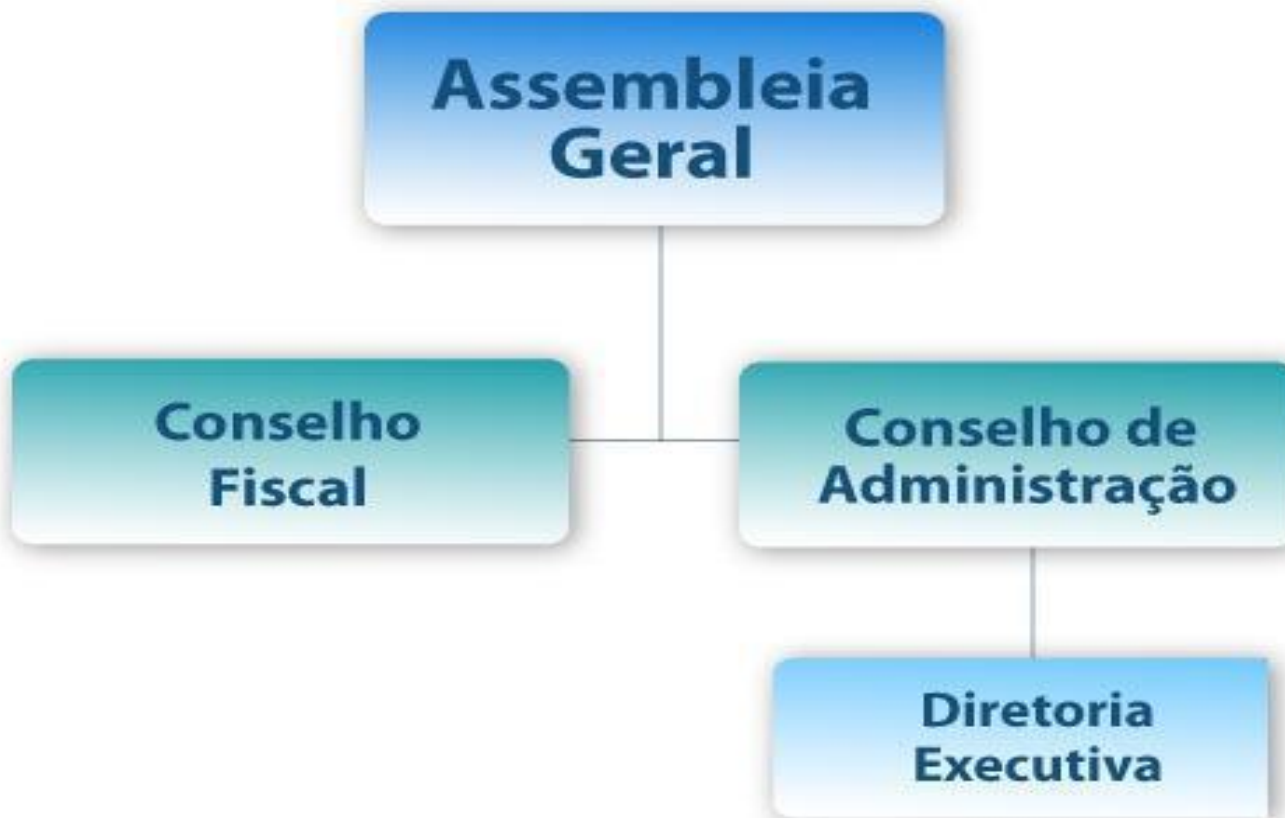 Assembleia
Geral
Conselho
Fiscal
Conselho de
Administração
Diretoria
Executiva